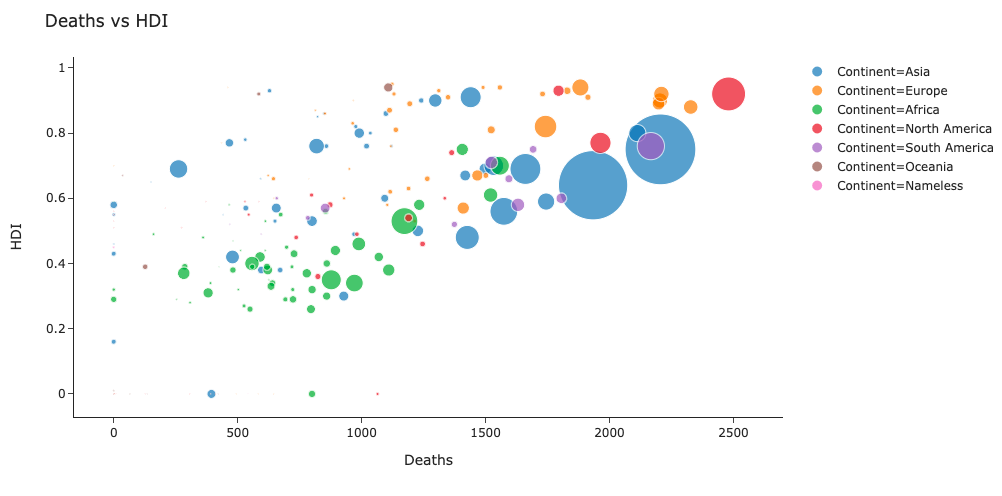 Deaths vs HDI
1
0.8
0.6
0.4
0.2
0
HDI
0
500
1000
1500
2000
2500
Deaths
Continent=Asia
Continent=Europe
Continent=Africa
Continent=North America
Continent=South America
Continent=Oceania
Continent=Nameless